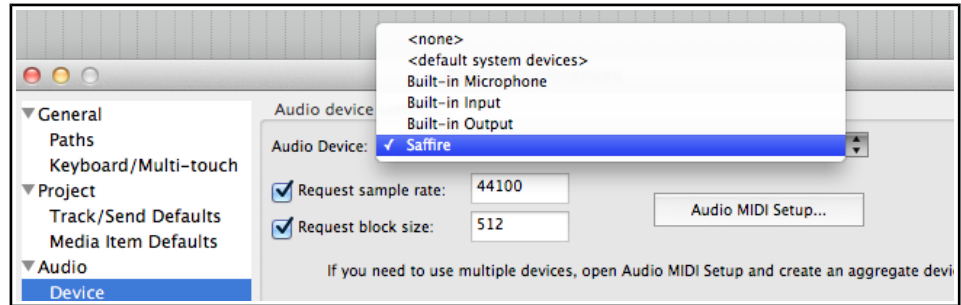 <none>
<default system devices>
Built-in Microphone
Built-in Input
Built-in Output
✓ Saffire
▼General
Paths
Keyboard/Multi-touch
▼Project
Track/Send Defaults
Media Item Defaults
▼Audio
Device
Audio device
Audio Device:
Request sample rate: 44100
Request block size: 512
Audio MIDI Setup...
If you need to use multiple devices, open Audio MIDI Setup and create an aggregate